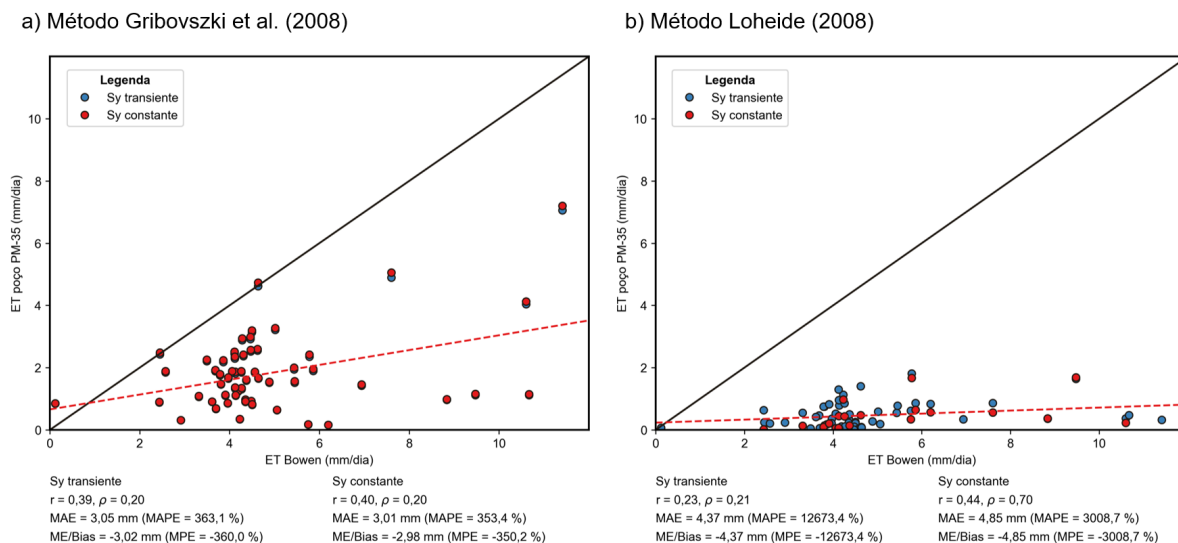 a) Método Gribovszki et al. (2008)
b) Método Loheide (2008)
Legenda
Sy transiente
Sy constante
10
8
6
4
2
0
ET poço PM-35 (mm/dia)
0 2 4 6 8 10
ET Bowen (mm/dia)
Legenda
Sy transiente
Sy constante
10
8
6
4
2
0
ET poço PM-35 (mm/dia)
0 2 4 6 8 10
ET Bowen (mm/dia)
Sy transiente
r = 0,39, ρ = 0,20
MAE = 3,05 mm (MAPE = 363,1 %)
ME/Bias = -3,02 mm (MPE = -360,0 %)
Sy constante
r = 0,40, ρ = 0,20
MAE = 3,01 mm (MAPE = 353,4 %)
ME/Bias = -2,98 mm (MPE = -350,2 %)
Sy transiente
r = 0,23, ρ = 0,21
MAE = 4,37 mm (MAPE = 12673,4 %)
ME/Bias = -4,37 mm (MPE = -12673,4 %)
Sy constante
r = 0,44, ρ = 0,70
MAE = 4,85 mm (MAPE = 3008,7 %)
ME/Bias = -4,85 mm (MPE = -3008,7 %)